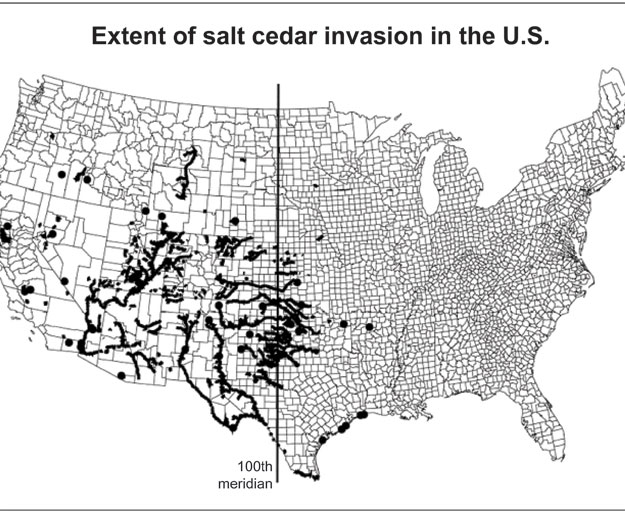 Extent of salt cedar invasion in the U.S.
100th
meridian